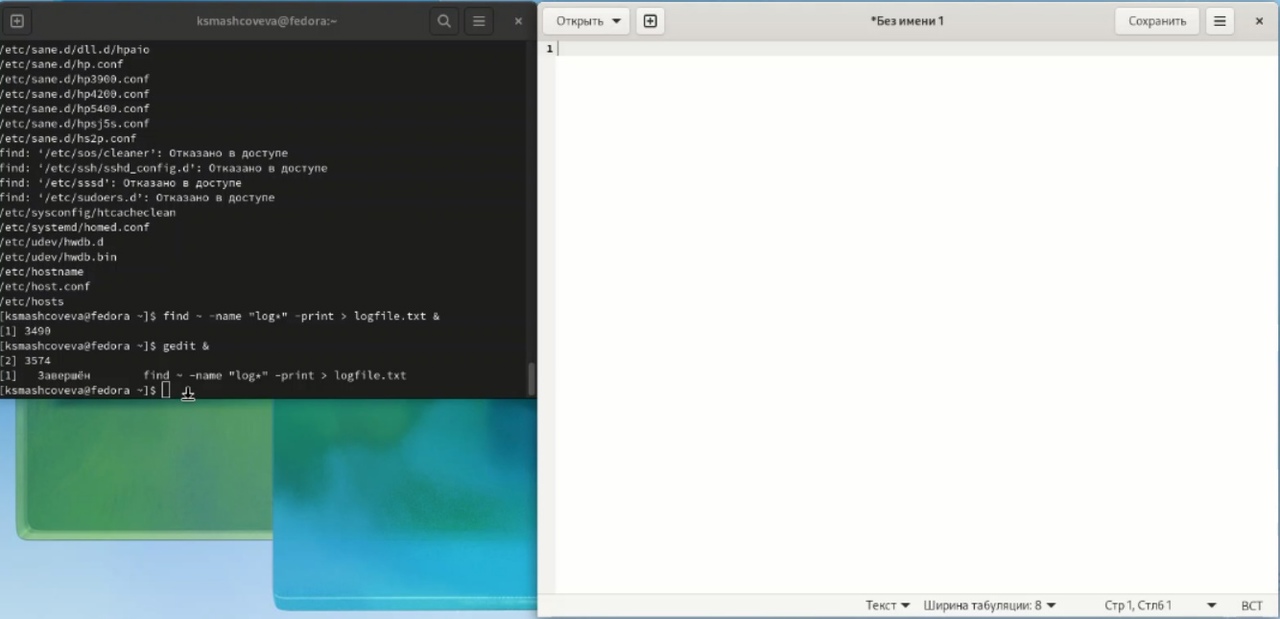 ksmashcoveva@fedora:~
/etc/sane.d/dll.d/hpaio
/etc/sane.d/hp.conf
/etc/sane.d/hp3900.conf
/etc/sane.d/hp4200.conf
/etc/sane.d/hp5400.conf
/etc/sane.d/hpsj5s.conf
/etc/sane.d/hs2p.conf
find: ‘/etc/sos/cleaner’: Отказано в доступе
find: ‘/etc/ssh/sshd_config.d’: Отказано в доступе
find: ‘/etc/sssd’: Отказано в доступе
find: ‘/etc/sudoers.d’: Отказано в доступе
/etc/sysconfig/htcacheclean
/etc/systemd/homed.conf
/etc/udev/hwdb.d
/etc/udev/hwdb.bin
/etc/hostname
/etc/host.conf
/etc/hosts
[ksmashcoveva@fedora ~]$ find ~ -name "log*" -print > logfile.txt &
[1] 3490
[ksmashcoveva@fedora ~]$ gedit &
[2] 3574
[1]   Завершён        find ~ -name "log*" -print > logfile.txt
[ksmashcoveva@fedora ~]$
Открыть *Без имени 1 Сохранить
1
Текст Ширина табуляции: 8 Стр 1, Стлб 1 ВСТ